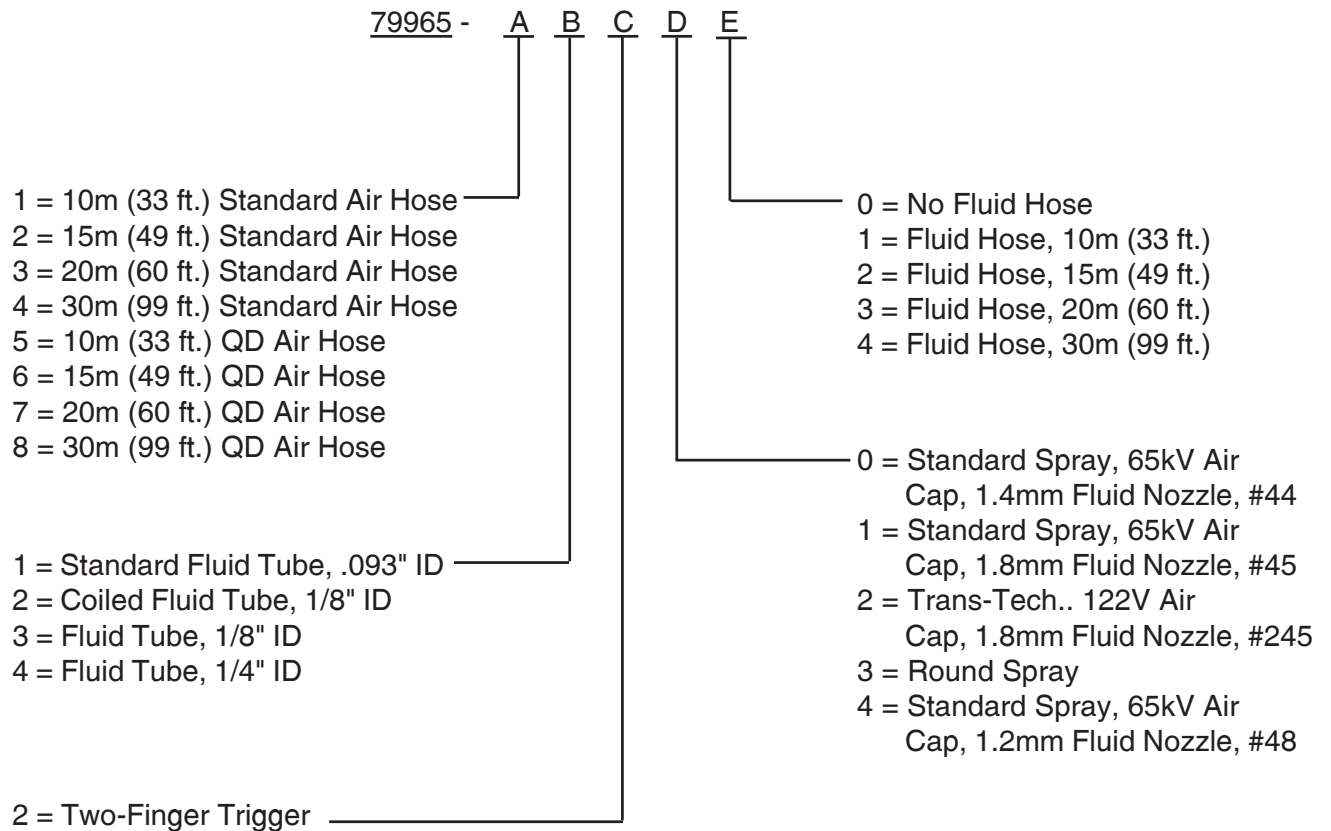 79965 - A B C D E
1 = 10m (33 ft.) Standard Air Hose
2 = 15m (49 ft.) Standard Air Hose
3 = 20m (60 ft.) Standard Air Hose
4 = 30m (99 ft.) Standard Air Hose
5 = 10m (33 ft.) QD Air Hose
6 = 15m (49 ft.) QD Air Hose
7 = 20m (60 ft.) QD Air Hose
8 = 30m (99 ft.) QD Air Hose
1 = Standard Fluid Tube, .093" ID
2 = Coiled Fluid Tube, 1/8" ID
3 = Fluid Tube, 1/8" ID
4 = Fluid Tube, 1/4" ID
2 = Two-Finger Trigger
0 = No Fluid Hose
1 = Fluid Hose, 10m (33 ft.)
2 = Fluid Hose, 15m (49 ft.)
3 = Fluid Hose, 20m (60 ft.)
4 = Fluid Hose, 30m (99 ft.)
0 = Standard Spray, 65kV Air
Cap, 1.4mm Fluid Nozzle, #44
1 = Standard Spray, 65kV Air
Cap, 1.8mm Fluid Nozzle, #45
2 = Trans-Tech.. 122V Air
Cap, 1.8mm Fluid Nozzle, #245
3 = Round Spray
4 = Standard Spray, 65kV Air
Cap, 1.2mm Fluid Nozzle, #48